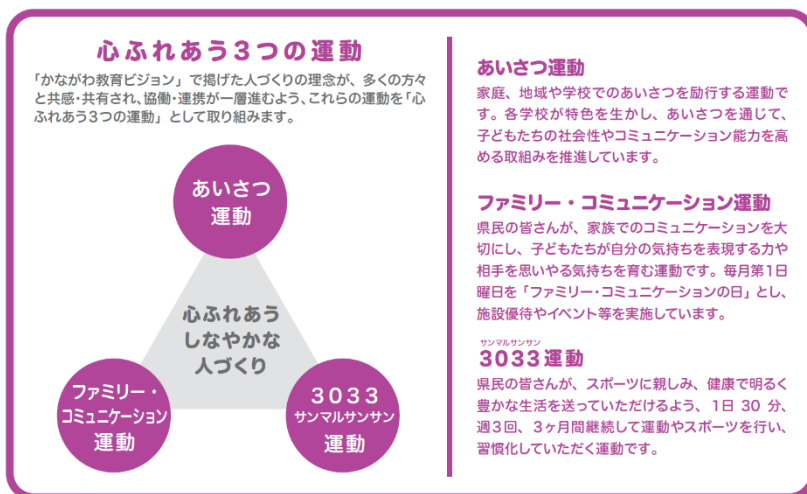 心ふれあう3つの運動
「かながわ教育ビジョン」で掲げた人づくりの理念が、多くの方々
と共感・共有され、協働・連携が一層進むよう、これらの運動を「心
ふれあう3つの運動」として取り組みます。
あいさつ
運動
心ふれあう
しなやかな
人づくり
ファミリー・
コミュニケーション
運動
3033
サンマルサンサン
運動
あいさつ運動
家庭、地域や学校でのあいさつを励行する運動で
す。各学校が特色を生かし、あいさつを通じて、
子どもたちの社会性やコミュニケーション能力を高
める取組みを推進しています。
ファミリー・コミュニケーション運動
県民の皆さんが、家族でのコミュニケーションを大
切にし、子どもたちが自分の気持ちを表現する力や
相手を思いやる気持ちを育む運動です。毎月第1日
曜日を「ファミリー・コミュニケーションの日」とし、
施設優待やイベント等を実施しています。
サンマルサンサン
3033運動
県民の皆さんが、スポーツに親しみ、健康で明るく
豊かな生活を送っていただけるよう、1日 30 分、
週3回、3ヶ月間継続して運動やスポーツを行い、
習慣化していただく運動です。